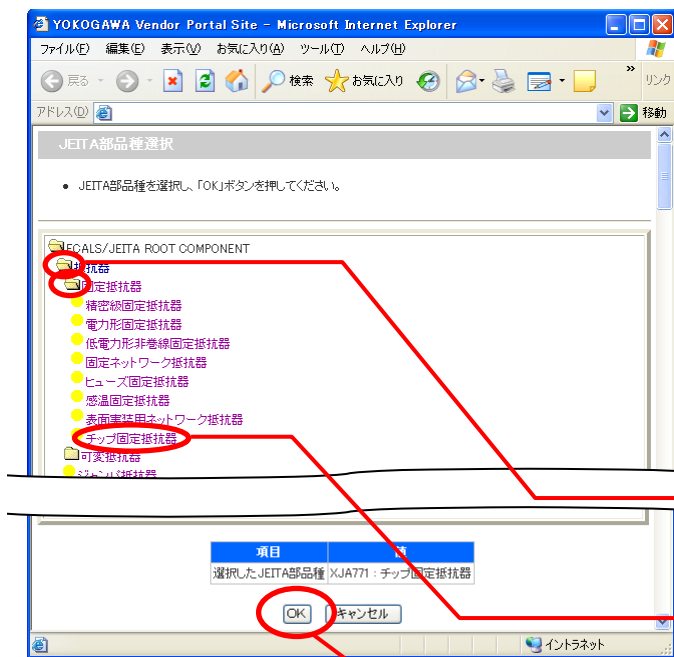 YOKOGAWA Vendor Portal Site - Microsoft Internet Explorer
ファイル(F) 編集(E) 表示(V) お気に入り(A) ツール(T) ヘルプ(H)
戻る 検索 お気に入り » リンク
アドレス(D) 移動
JEITA部品種選択
• JEITA部品種を選択し、「OK」ボタンを押してください。
ECALS/JEITA ROOT COMPONENT
抵抗器
固定抵抗器
精密級固定抵抗器
電力形固定抵抗器
低電力形非巻線固定抵抗器
固定ネットワーク抵抗器
ヒューズ固定抵抗器
感温固定抵抗器
表面実装用ネットワーク抵抗器
チップ固定抵抗器
可変抵抗器
ジャンパ抵抗器
項目 値
選択したJEITA部品種 XJA771:チップ固定抵抗器
OK キャンセル
イントラネット